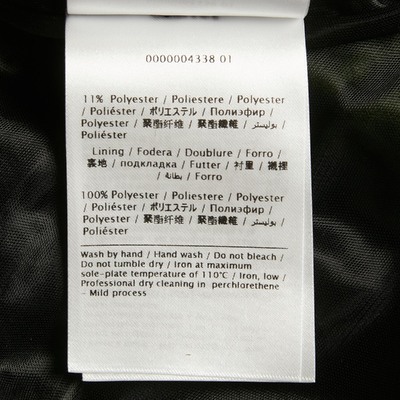 0000004338 01
11% Polyester / Poliestere / Polyester
/ Poliéster / ポリエステル / Полиэфир /
Polyester / 聚酯纤维 / 聚酯纖維 / بوليستر /
Poliéster
Lining / Fodera / Doublure / Forro /
裏地 / подкладка / Futter / 衬里 / 襯裡
/ بطانة / Forro
100% Polyester / Poliestere / Polyester
/ Poliéster / ポリエステル / Полиэфир /
Polyester / 聚酯纤维 / 聚酯纖維 / بوليستر /
Poliéster
Wash by hand / Hand wash / Do not bleach /
Do not tumble dry / Iron at maximum
sole-plate temperature of 110°C / Iron, low /
Professional dry cleaning in perchlorethene
- Mild process